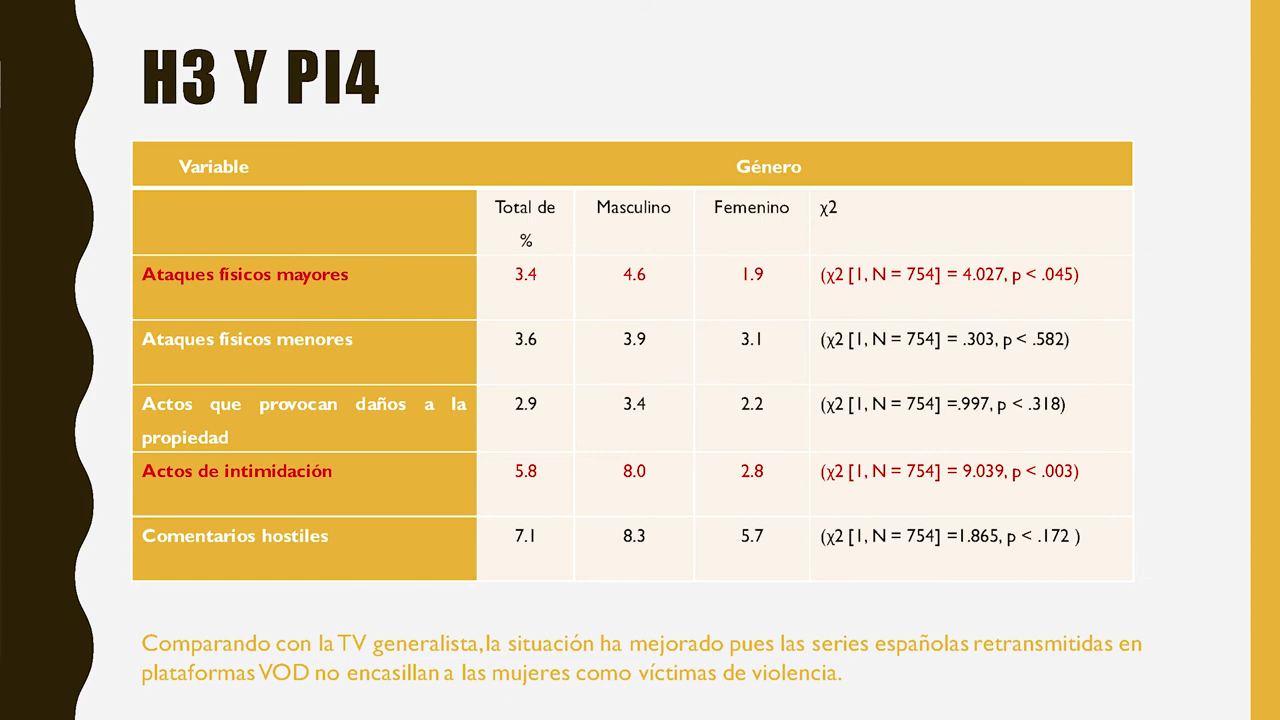 H3 Y PI4
Variable Género
Total de % Masculino Femenino χ2
Ataques físicos mayores 3.4 4.6 1.9 (χ2 [1, N = 754] = 4.027, p < .045)
Ataques físicos menores 3.6 3.9 3.1 (χ2 [1, N = 754] = .303, p < .582)
Actos que provocan daños a la propiedad 2.9 3.4 2.2 (χ2 [1, N = 754] =.997, p < .318)
Actos de intimidación 5.8 8.0 2.8 (χ2 [1, N = 754] = 9.039, p < .003)
Comentarios hostiles 7.1 8.3 5.7 (χ2 [1, N = 754] =1.865, p < .172 )
Comparando con la TV generalista, la situación ha mejorado pues las series españolas retransmitidas en
plataformas VOD no encasillan a las mujeres como víctimas de violencia.